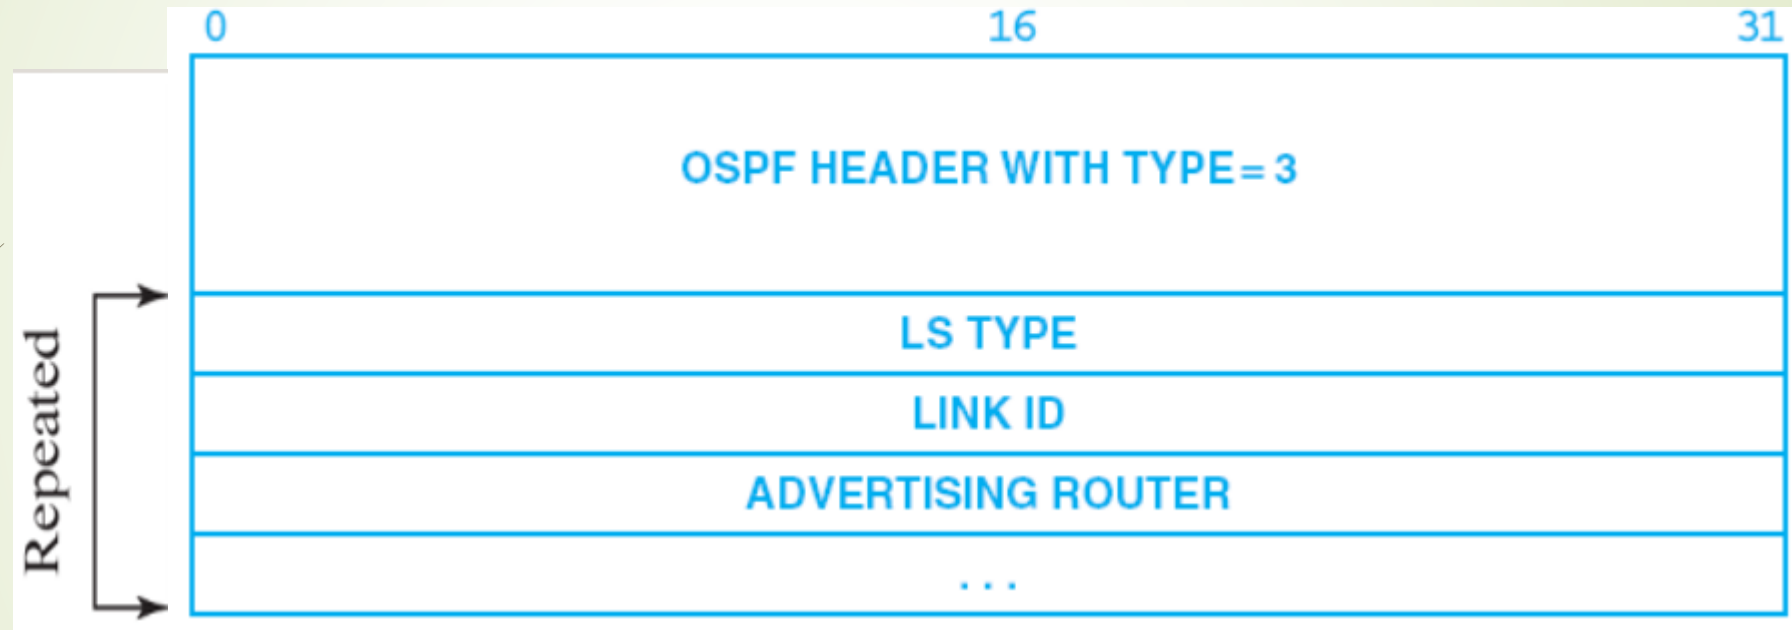 0 16 31
OSPF HEADER WITH TYPE= 3
LS TYPE
LINK ID
ADVERTISING ROUTER
. . .
Repeated